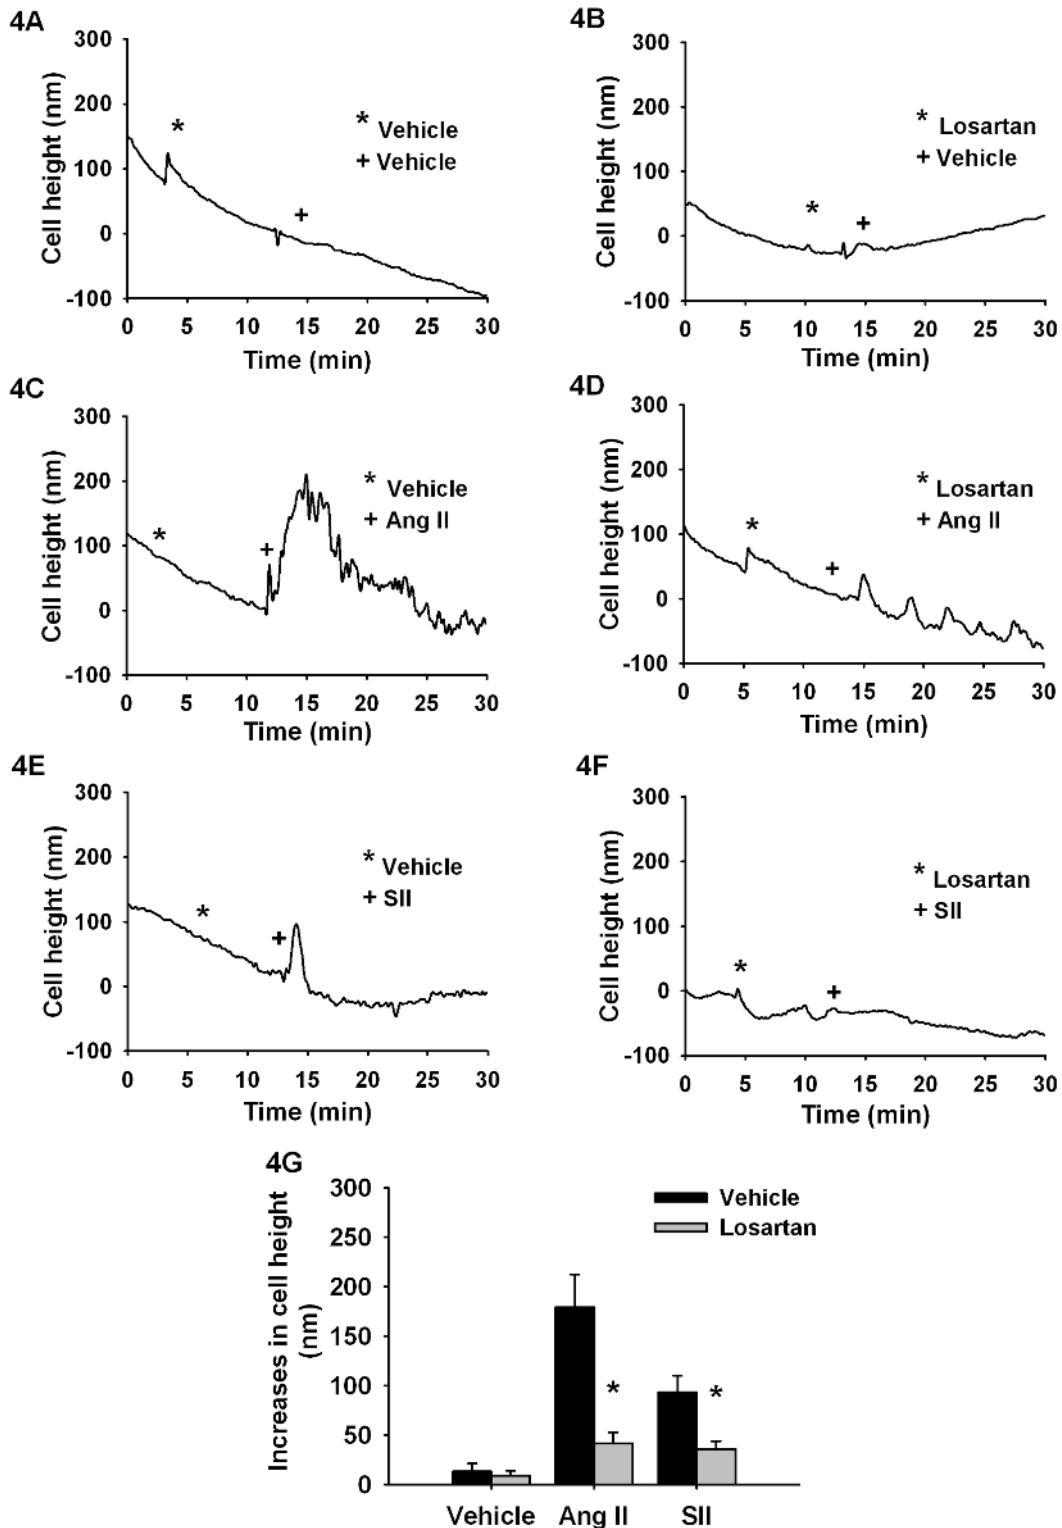 4A
300
200
100
0
-100
Cell height (nm)
*
+
* Vehicle
+ Vehicle
0 5 10 15 20 25 30
Time (min)
4B
300
200
100
0
-100
Cell height (nm)
*
+
* Losartan
+ Vehicle
0 5 10 15 20 25 30
Time (min)
4C
300
200
100
0
-100
Cell height (nm)
*
+
* Vehicle
+ Ang II
0 5 10 15 20 25 30
Time (min)
4D
300
200
100
0
-100
Cell height (nm)
*
+
* Losartan
+ Ang II
0 5 10 15 20 25 30
Time (min)
4E
300
200
100
0
-100
Cell height (nm)
*
+
* Vehicle
+ SII
0 5 10 15 20 25 30
Time (min)
4F
300
200
100
0
-100
Cell height (nm)
*
+
* Losartan
+ SII
0 5 10 15 20 25 30
Time (min)
4G
300
250
200
150
100
50
0
Increases in cell height
(nm)
Vehicle
Losartan
* *
Vehicle Ang II SII